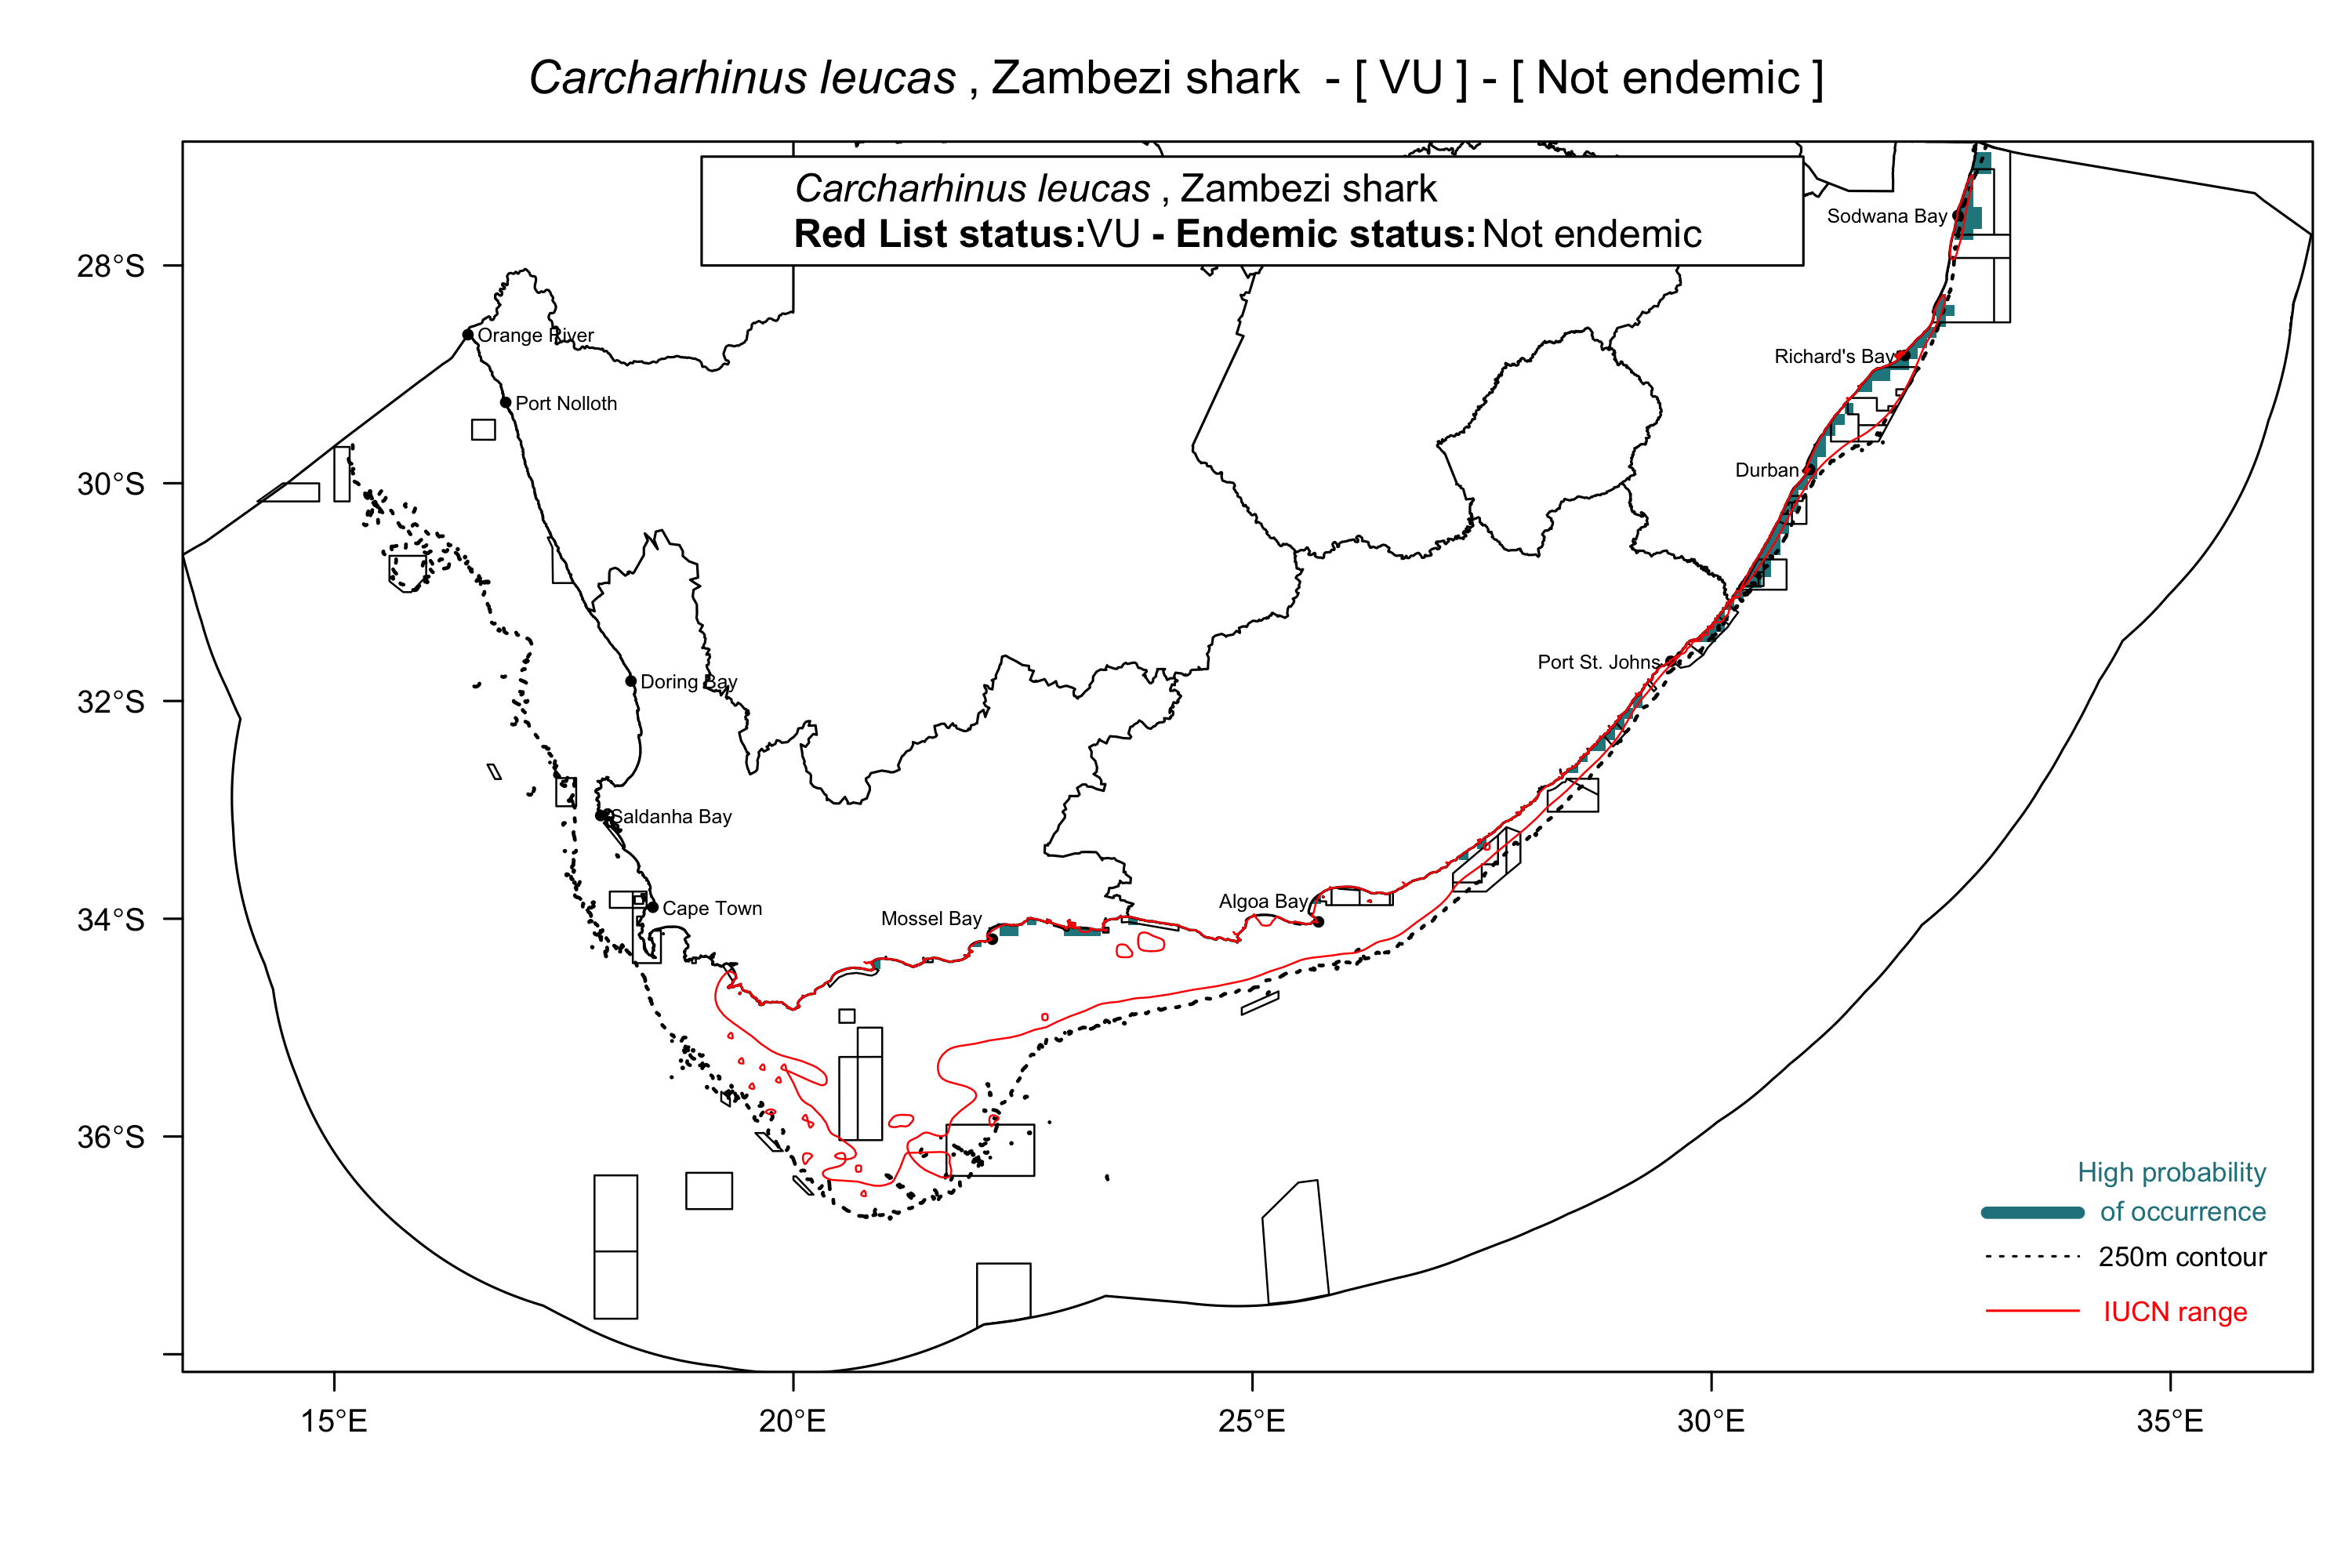 Carcharhinus leucas , Zambezi shark - [ VU ] - [ Not endemic ]
Carcharhinus leucas , Zambezi shark
Red List status:VU - Endemic status: Not endemic
Sodwana Bay
28°S
Orange River
Richard's Bay
Port Nolloth
Durban
30°S
Port St. Johns
Doring Bay
32°S
Saldanha Bay
Algoa Bay
Cape Town
Mossel Bay
34°S
36°S
High probability
of occurrence
250m contour
IUCN range
15°E
20°E
25°E
30°E
35°E